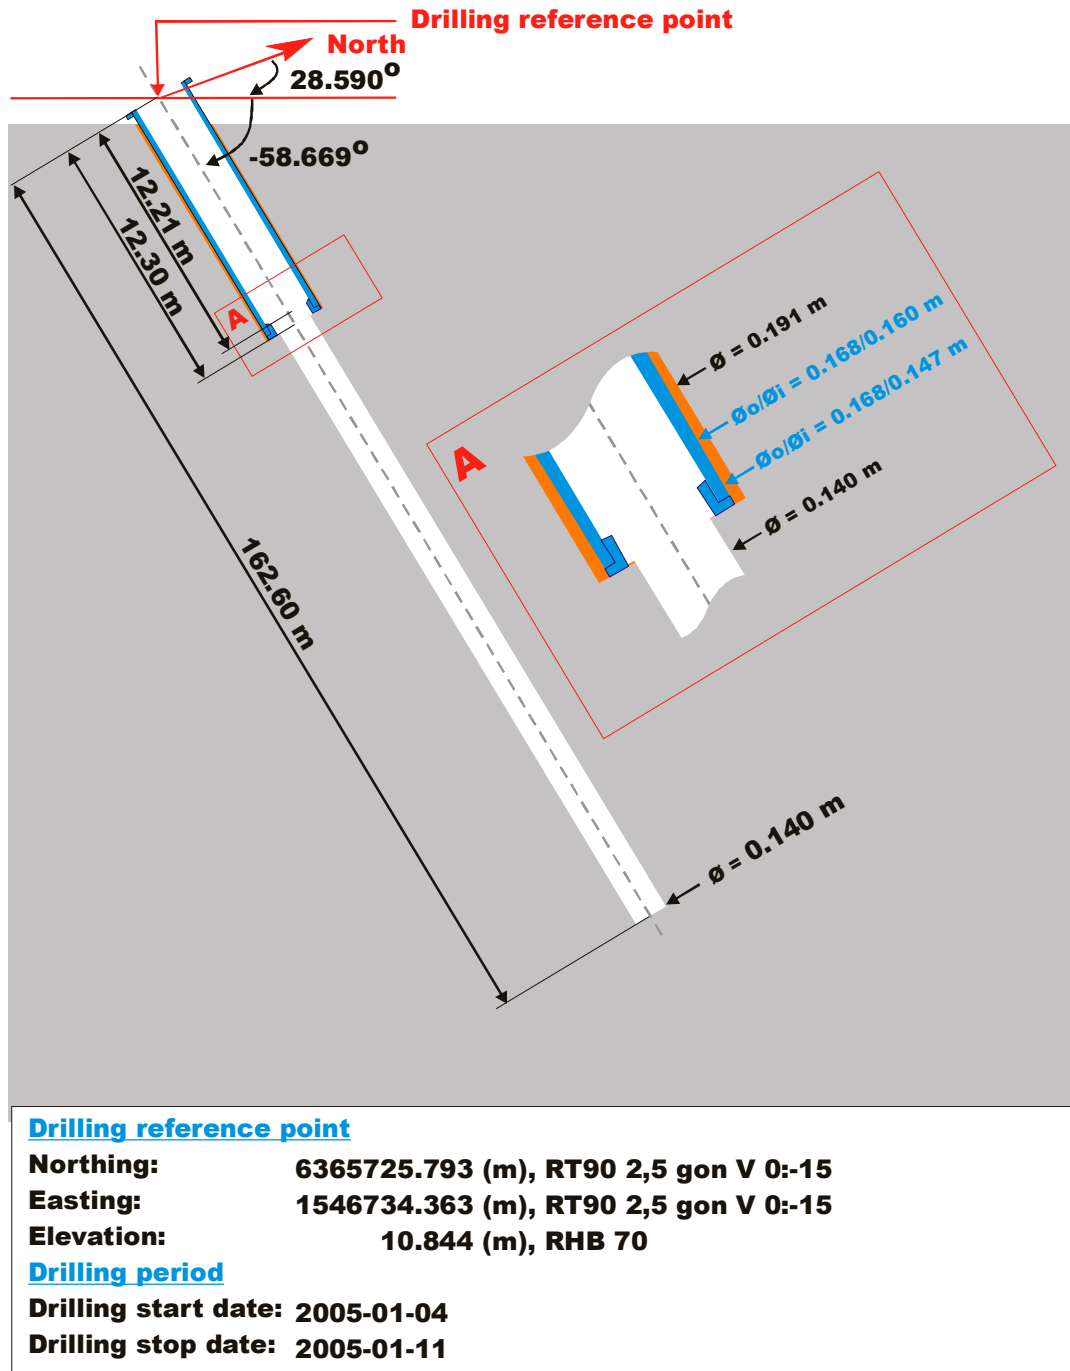 Drilling reference point
North
28.590°
-58.669°
12.21 m
12.30 m
162.60 m
A
A
Ø = 0.191 m
Øo/Øi = 0.168/0.160 m
Øo/Øi = 0.168/0.147 m
Ø = 0.140 m
Ø = 0.140 m
Drilling reference point
Northing: 6365725.793 (m), RT90 2,5 gon V 0:-15
Easting: 1546734.363 (m), RT90 2,5 gon V 0:-15
Elevation: 10.844 (m), RHB 70
Drilling period
Drilling start date: 2005-01-04
Drilling stop date: 2005-01-11